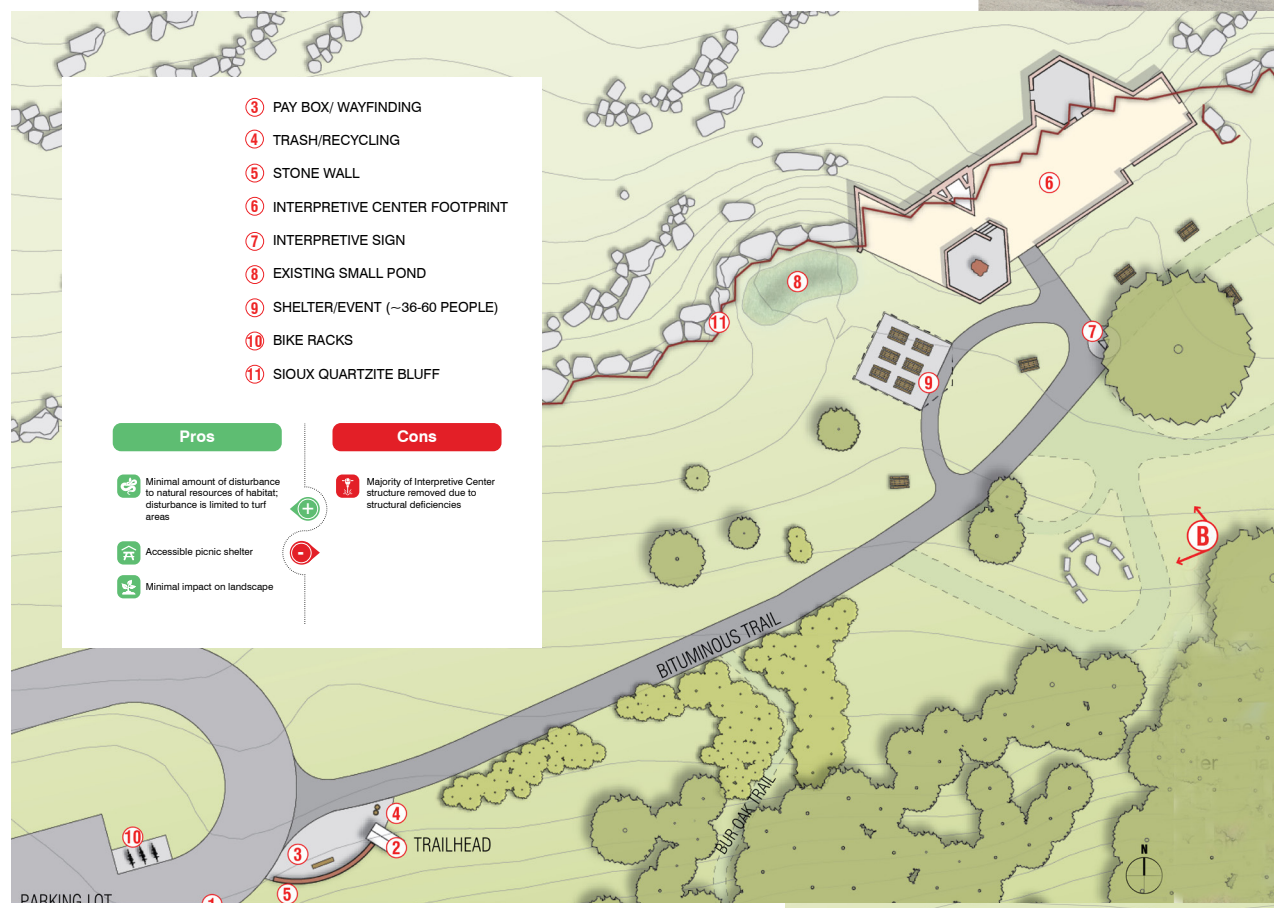 3 PAY BOX/ WAYFINDING
4 TRASH/RECYCLING
5 STONE WALL
6 INTERPRETIVE CENTER FOOTPRINT
7 INTERPRETIVE SIGN
8 EXISTING SMALL POND
9 SHELTER/EVENT (~36-60 PEOPLE)
10 BIKE RACKS
11 SIOUX QUARTZITE BLUFF
Pros
Minimal amount of disturbance
to natural resources of habitat;
disturbance is limited to turf
areas
Accessible picnic shelter
Minimal impact on landscape
+
-
Cons
Majority of Interpretive Center
structure removed due to
structural deficiencies
6
8
11
7
9
B
BITUMINOUS TRAIL
BUR OAK TRAIL
4
TRAILHEAD
2
3
10
5
1
PARKING LOT
N